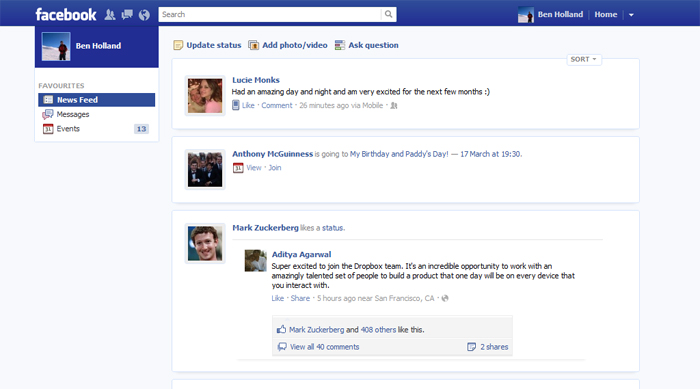 facebook
Search
Ben Holland
Home
Ben Holland
FAVOURITES
News Feed
Messages
31 Events 13
Update status
Add photo/video
Ask question
SORT
Lucie Monks
Had an amazing day and night and am very excited for the next few months :)
Like · Comment · 26 minutes ago via Mobile ·
Anthony McGuinness is going to My Birthday and Paddy's Day! — 17 March at 19:30.
31 View · Join
Mark Zuckerberg likes a status.
Aditya Agarwal
Super excited to join the Dropbox team. It's an incredible opportunity to work with an
amazingly talented set of people to build a product that one day will be on every device that
you interact with.
Like · Share · 5 hours ago near San Francisco, CA ·
Mark Zuckerberg and 408 others like this.
View all 40 comments
2 shares